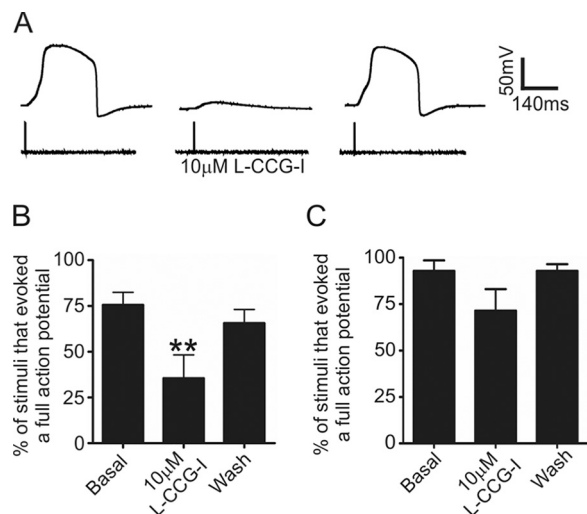 A
50mV
140ms
10µM L-CCG-I
B
% of stimuli that evoked
a full action potential
100
75
50
25
0
**
Basal
10µM
L-CCG-I
Wash
C
% of stimuli that evoked
a full action potential
100
75
50
25
0
Basal
10µM
L-CCG-I
Wash